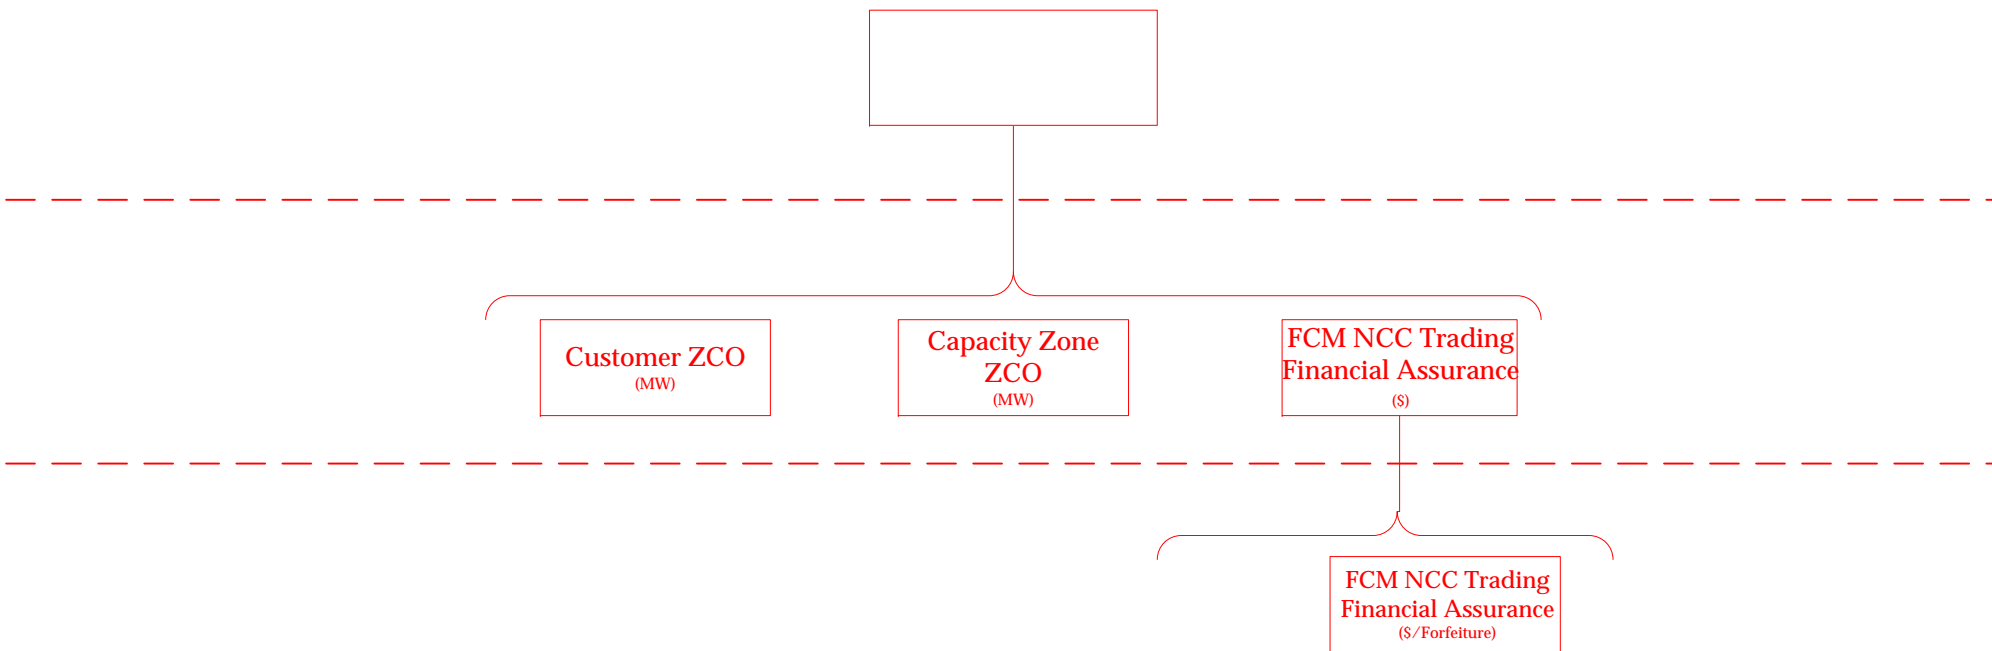 Customer ZCO
(MW)
Capacity Zone
ZCO
(MW)
FCM NCC Trading
Financial Assurance
($)
FCM NCC Trading
Financial Assurance
($/Forfeiture)